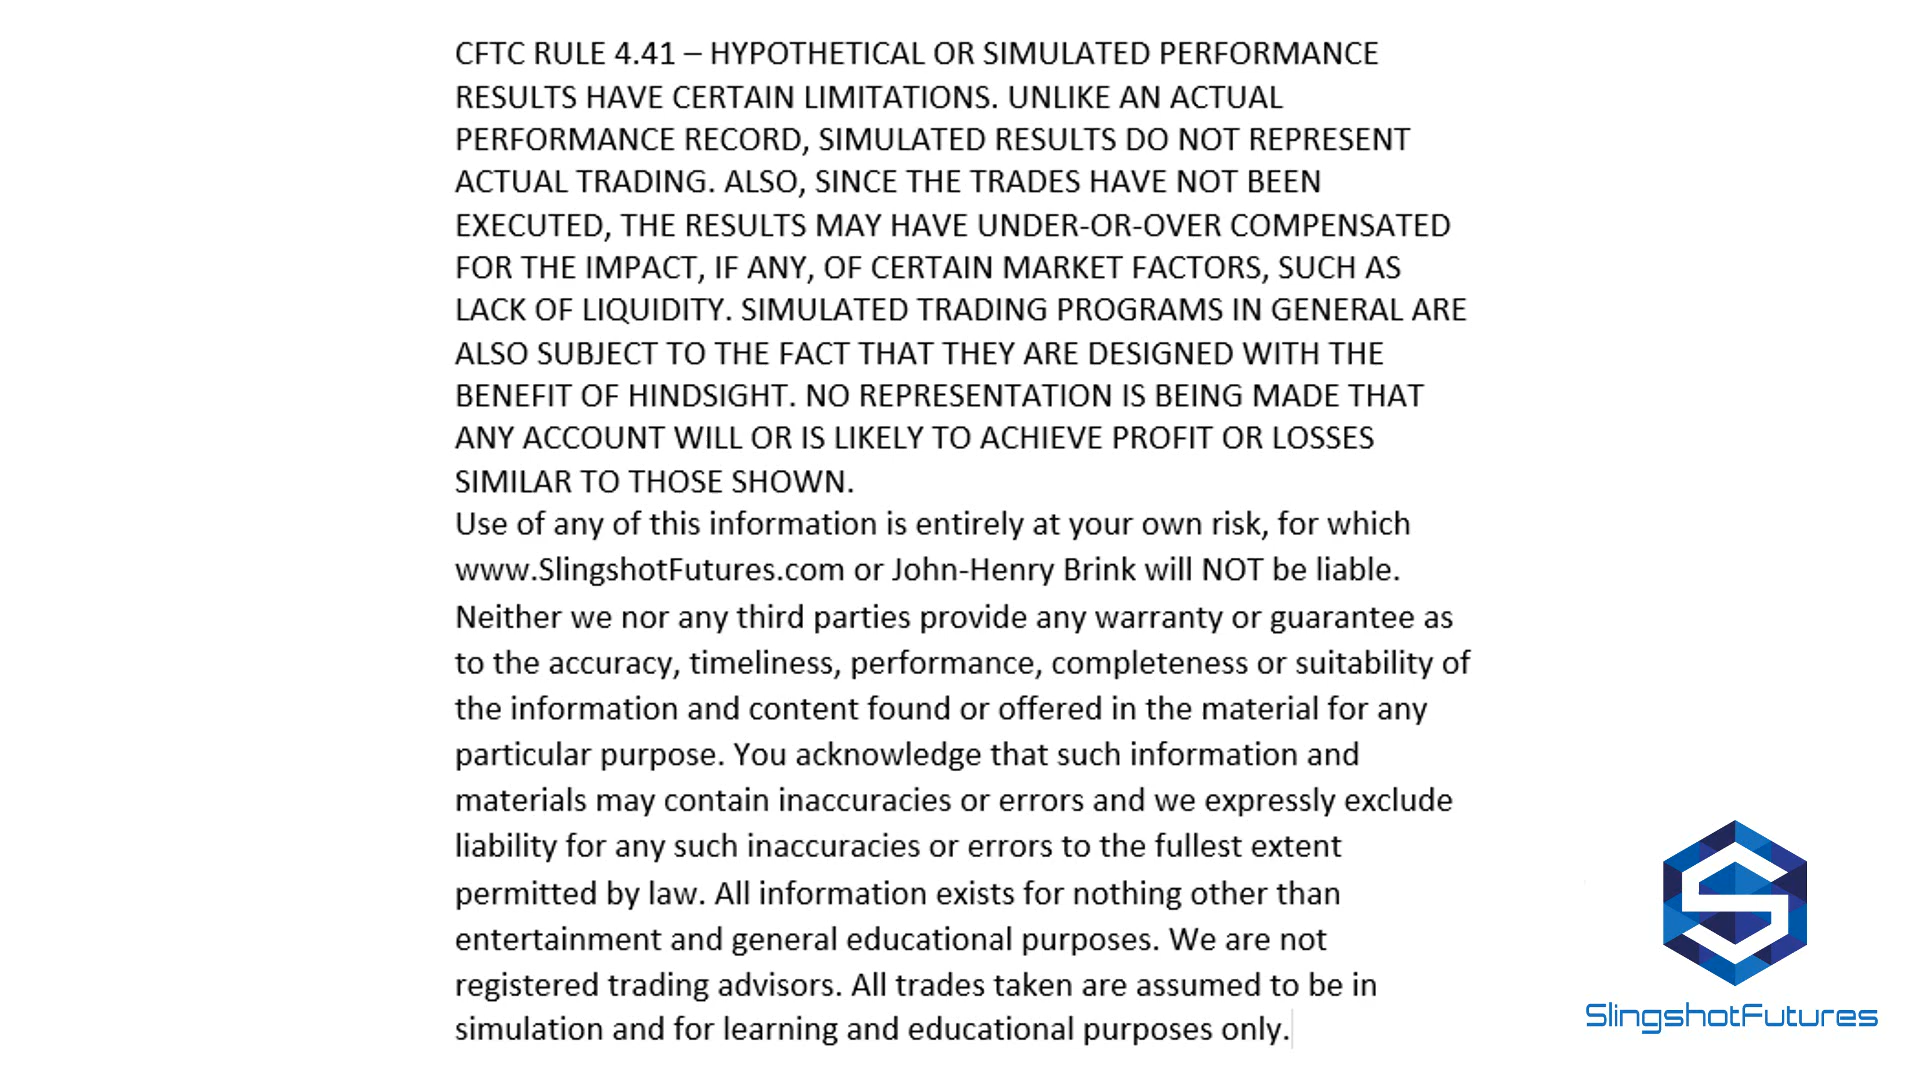 CFTC RULE 4.41 – HYPOTHETICAL OR SIMULATED PERFORMANCE
RESULTS HAVE CERTAIN LIMITATIONS. UNLIKE AN ACTUAL
PERFORMANCE RECORD, SIMULATED RESULTS DO NOT REPRESENT
ACTUAL TRADING. ALSO, SINCE THE TRADES HAVE NOT BEEN
EXECUTED, THE RESULTS MAY HAVE UNDER-OR-OVER COMPENSATED
FOR THE IMPACT, IF ANY, OF CERTAIN MARKET FACTORS, SUCH AS
LACK OF LIQUIDITY. SIMULATED TRADING PROGRAMS IN GENERAL ARE
ALSO SUBJECT TO THE FACT THAT THEY ARE DESIGNED WITH THE
BENEFIT OF HINDSIGHT. NO REPRESENTATION IS BEING MADE THAT
ANY ACCOUNT WILL OR IS LIKELY TO ACHIEVE PROFIT OR LOSSES
SIMILAR TO THOSE SHOWN.
Use of any of this information is entirely at your own risk, for which
www.SlingshotFutures.com or John-Henry Brink will NOT be liable.
Neither we nor any third parties provide any warranty or guarantee as
to the accuracy, timeliness, performance, completeness or suitability of
the information and content found or offered in the material for any
particular purpose. You acknowledge that such information and
materials may contain inaccuracies or errors and we expressly exclude
liability for any such inaccuracies or errors to the fullest extent
permitted by law. All information exists for nothing other than
entertainment and general educational purposes. We are not
registered trading advisors. All trades taken are assumed to be in
simulation and for learning and educational purposes only.
SlingshotFutures